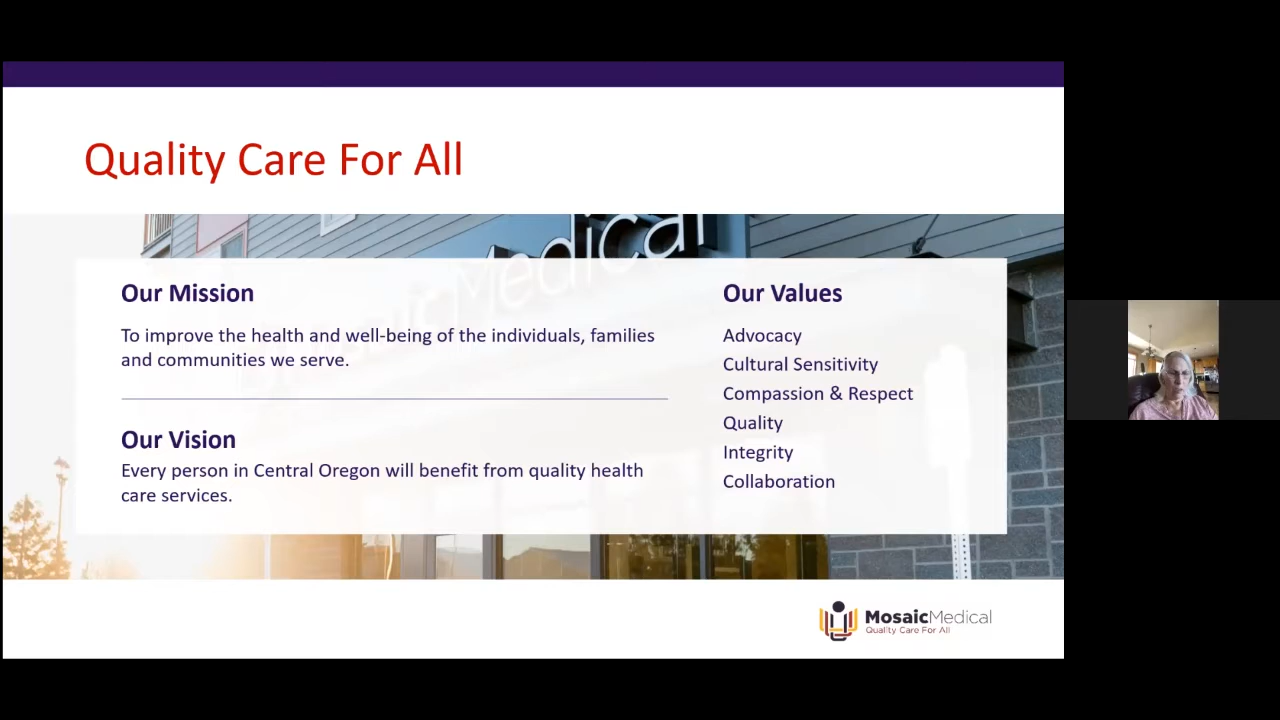 Quality Care For All
Medical
Our Mission
To improve the health and well-being of the individuals, families
and communities we serve.
Our Vision
Every person in Central Oregon will benefit from quality health
care services.
Our Values
Advocacy
Cultural Sensitivity
Compassion & Respect
Quality
Integrity
Collaboration
MosaicMedical
Quality Care For All